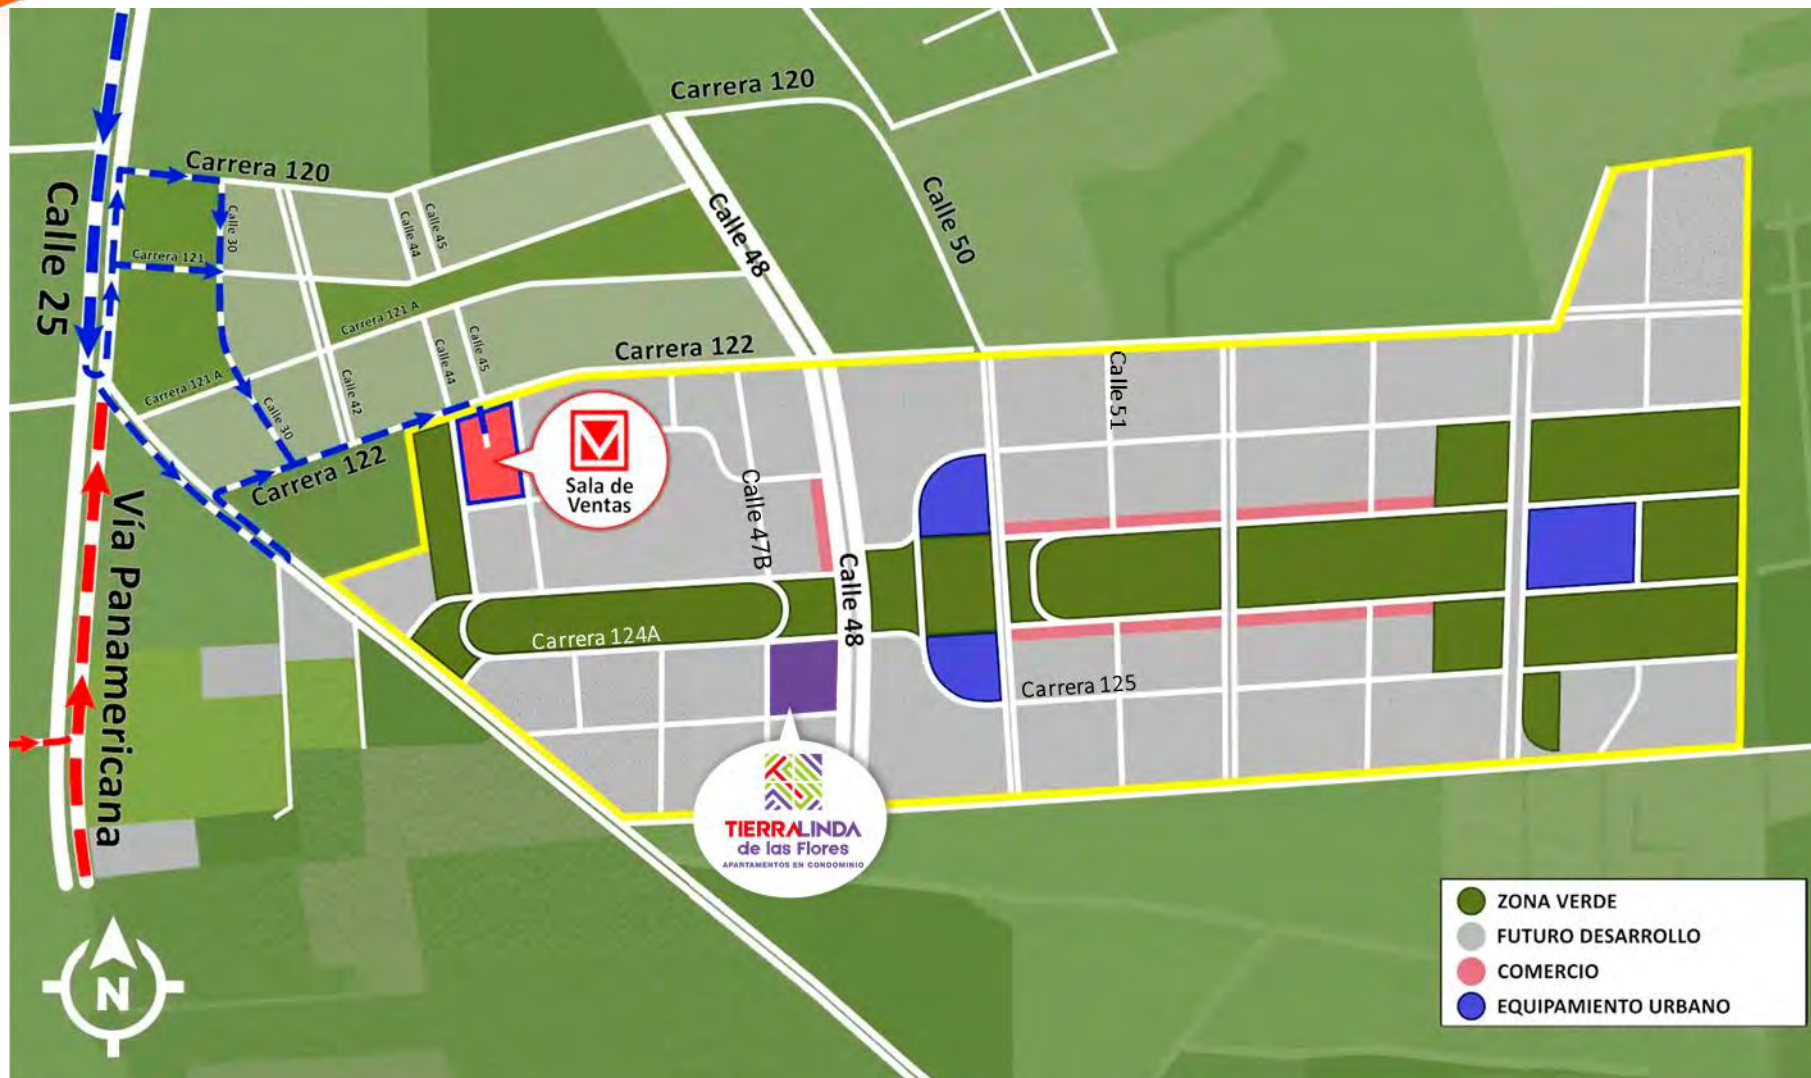 Carrera 120
Carrera 120
Calle 25
Calle 30
Calle 44
Calle 45
Calle 48
Calle 50
Carrera 121
Carrera 121 A
Carrera 121 A
Calle 44
Calle 45
Calle 42
Calle 30
Carrera 122
Carrera 122
Calle 51
Sala de
Ventas
Calle 47B
Calle 48
Vía Panamericana
Carrera 124A
Carrera 125
TIERRALINDA
de las Flores
APARTAMENTOS EN CONDOMINIO
N
ZONA VERDE
FUTURO DESARROLLO
COMERCIO
EQUIPAMIENTO URBANO